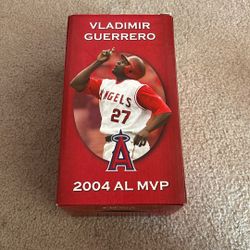 VLADIMIR
GUERRERO
ANGELS
27
A
2004 AL MVP